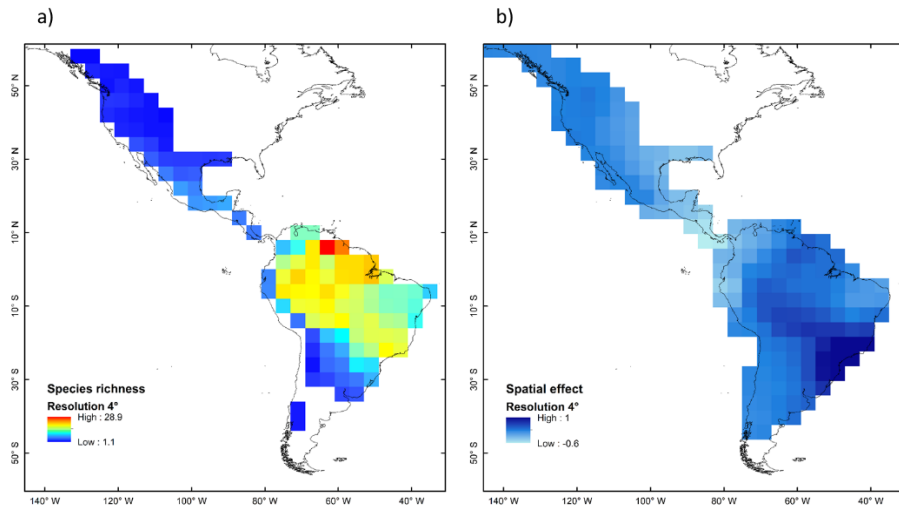 a)
b)
50° N
30° N
10° N
10° S
30° S
50° S
Species richness
Resolution 4°
High : 28.9
Low : 1.1
140° W 120° W 100° W 80° W 60° W 40° W
50° N
30° N
10° N
10° S
30° S
50° S
Spatial effect
Resolution 4°
High : 1
Low : -0.6
140° W 120° W 100° W 80° W 60° W 40° W